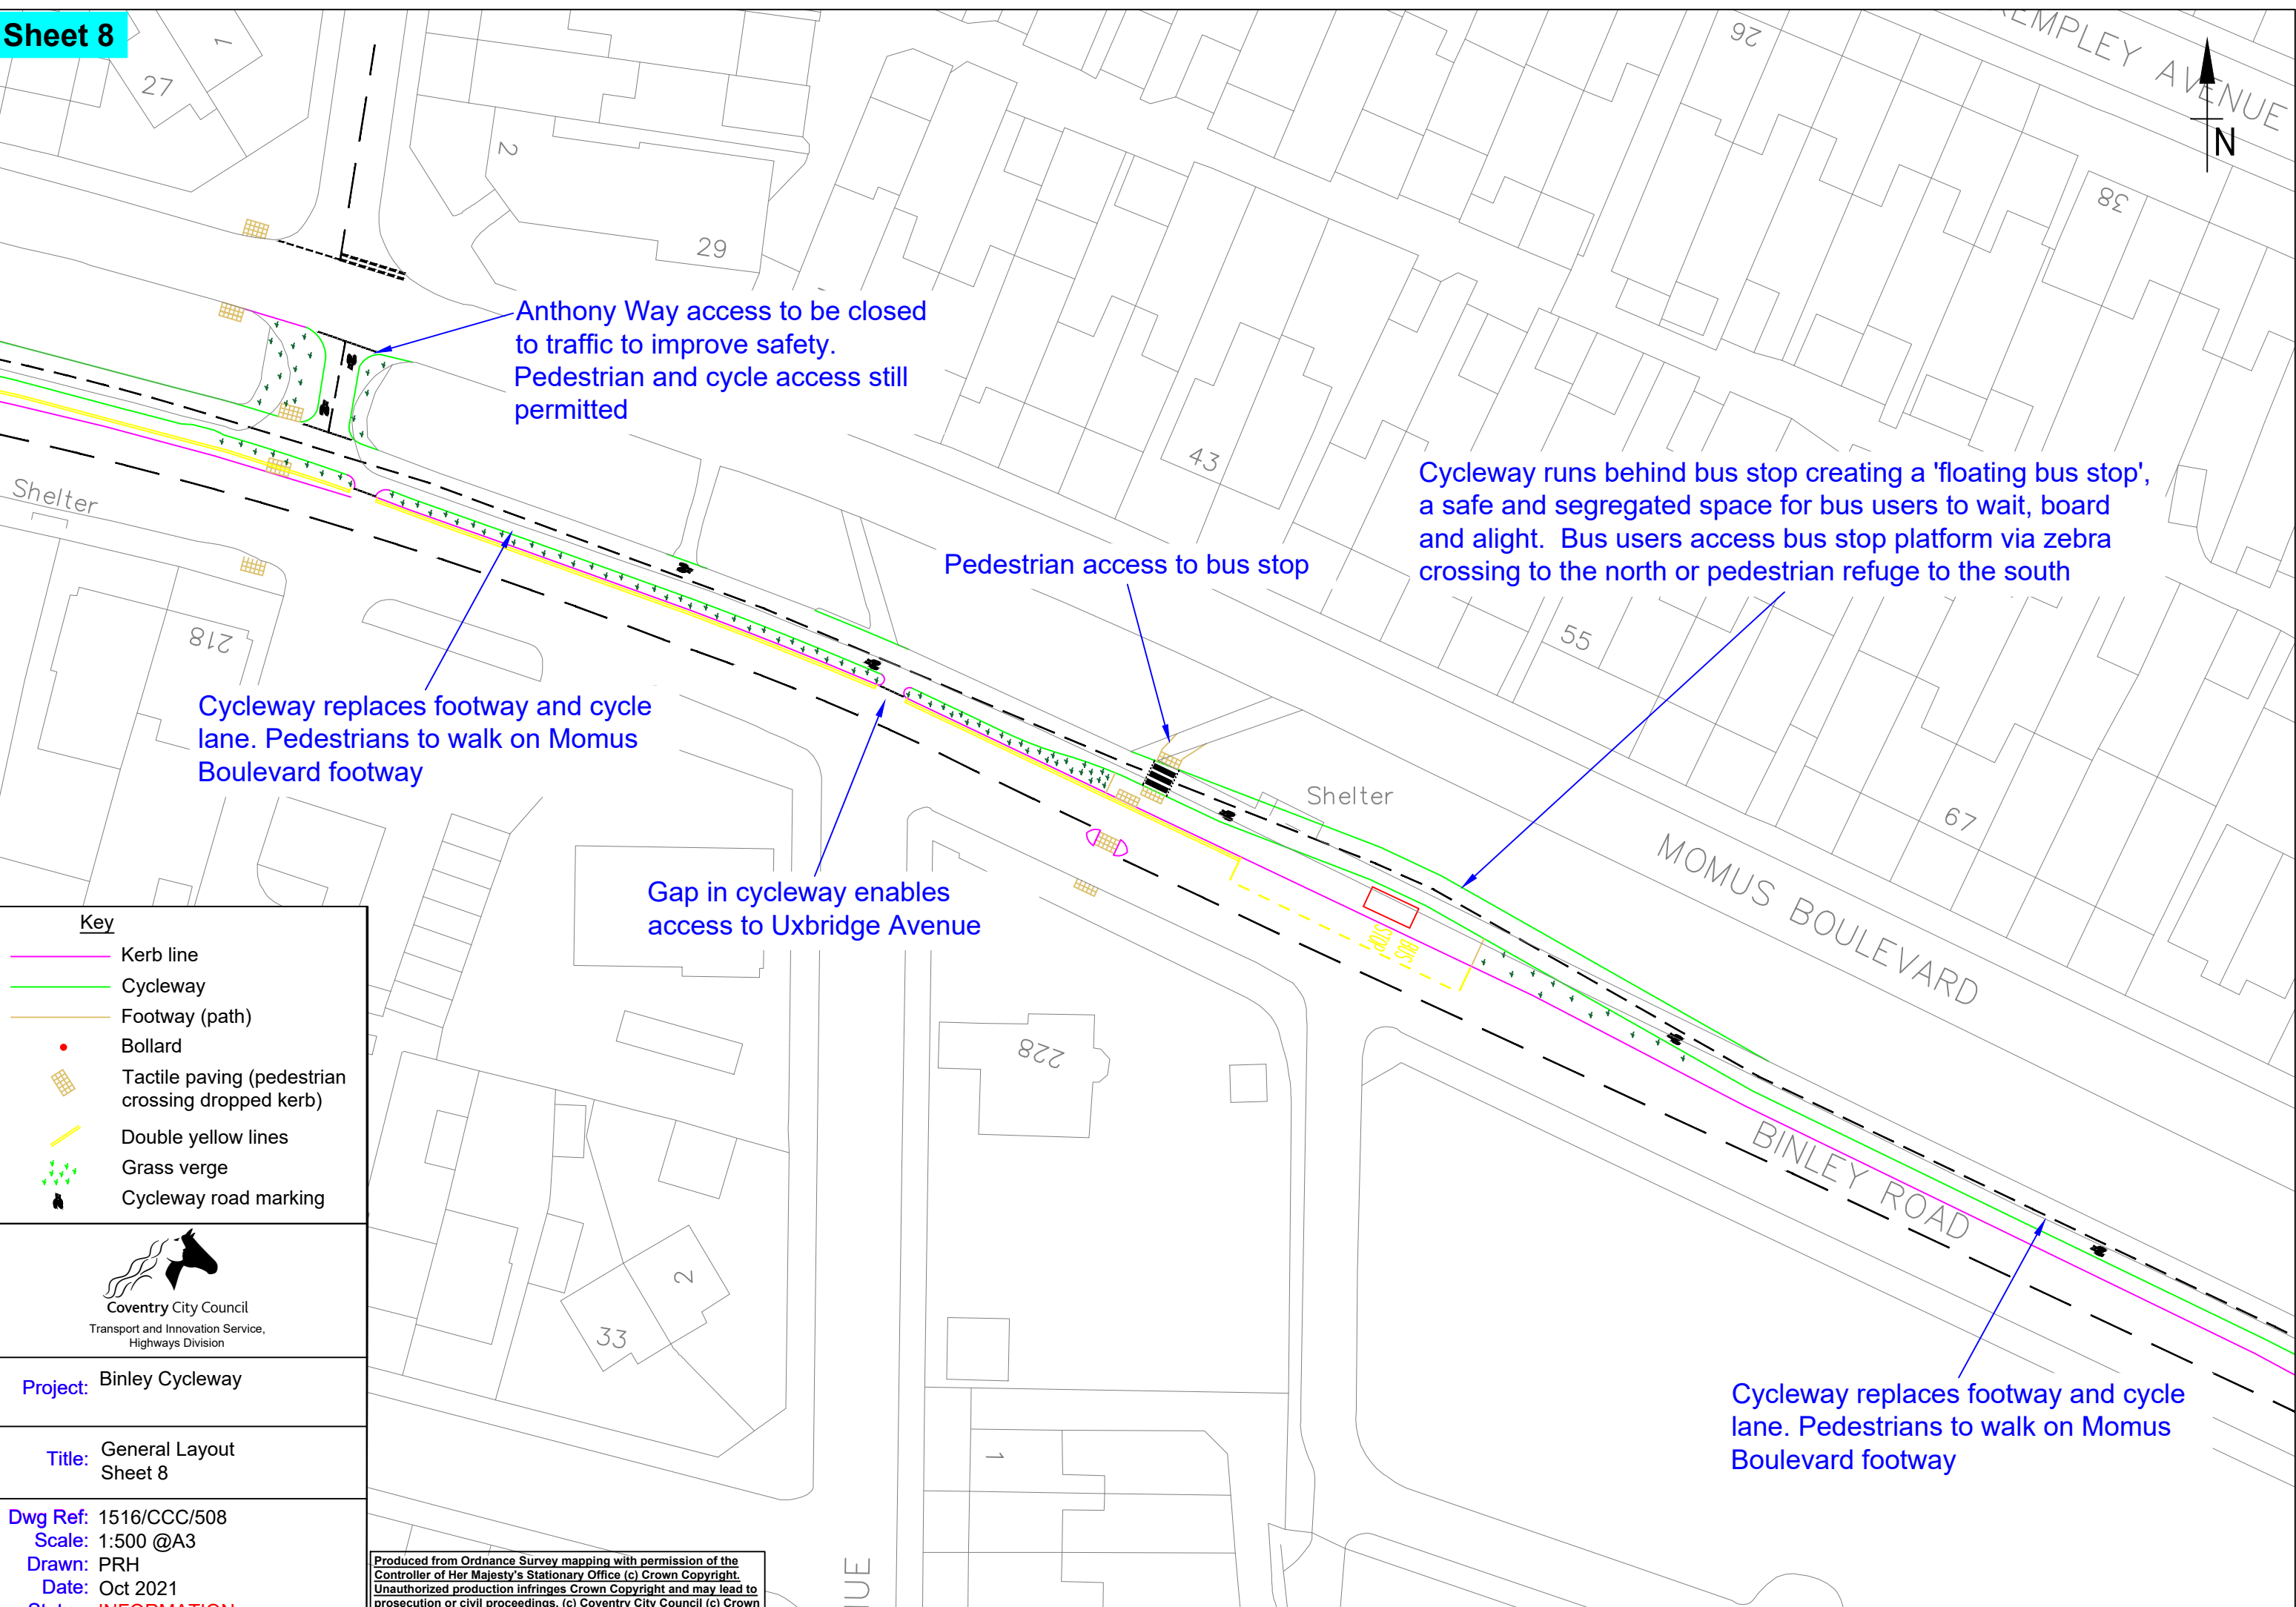 Sheet 8
1
27
2
29
26
KEMPLEY AVENUE
38
N
Anthony Way access to be closed
to traffic to improve safety.
Pedestrian and cycle access still
permitted
43
Cycleway runs behind bus stop creating a 'floating bus stop',
a safe and segregated space for bus users to wait, board
and alight.  Bus users access bus stop platform via zebra
crossing to the north or pedestrian refuge to the south
Shelter
Pedestrian access to bus stop
55
218
Cycleway replaces footway and cycle
lane. Pedestrians to walk on Momus
Boulevard footway
Shelter
67
MOMUS BOULEVARD
Gap in cycleway enables
access to Uxbridge Avenue
BUS
STOP
228
BINLEY ROAD
Key
Kerb line
Cycleway
Footway (path)
Bollard
Tactile paving (pedestrian
crossing dropped kerb)
Double yellow lines
Grass verge
Cycleway road marking
Coventry City Council
Transport and Innovation Service,
Highways Division
2
33
Project: Binley Cycleway
Cycleway replaces footway and cycle
lane. Pedestrians to walk on Momus
Boulevard footway
1
Title: General Layout
Sheet 8
Dwg Ref: 1516/CCC/508
Scale: 1:500 @A3
Drawn: PRH
Date: Oct 2021
Status: INFORMATION
Produced from Ordnance Survey mapping with permission of the
Controller of Her Majesty's Stationary Office (c) Crown Copyright.
Unauthorized production infringes Crown Copyright and may lead to
prosecution or civil proceedings. (c) Coventry City Council (c) Crown